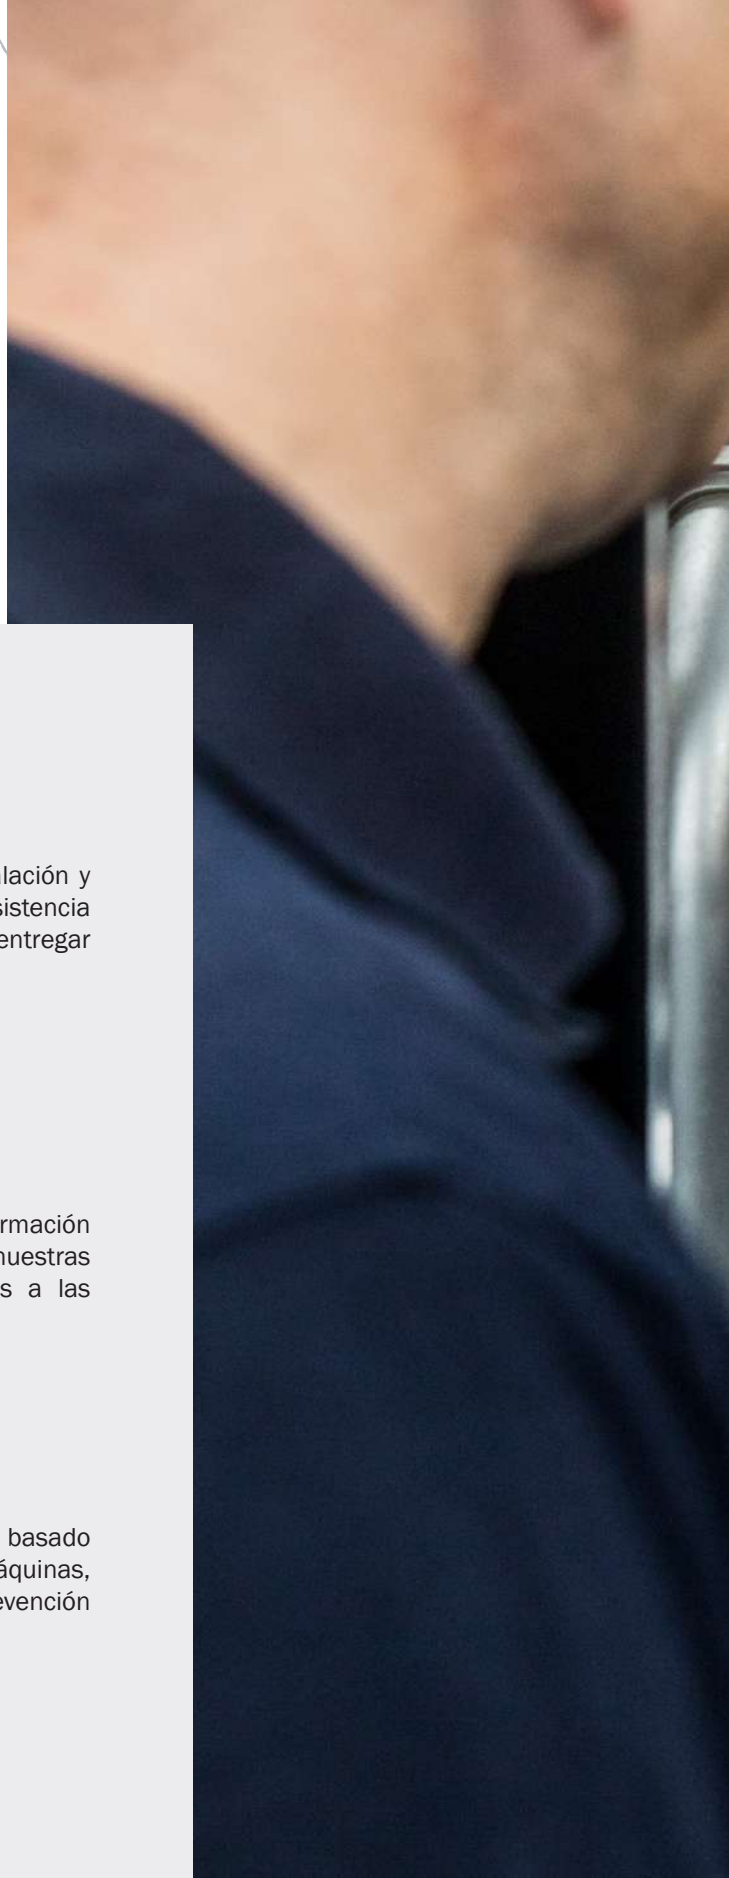 lación y
sistencia
entregar
rmación
nuestras
s a las
basado
áquinas,
evención